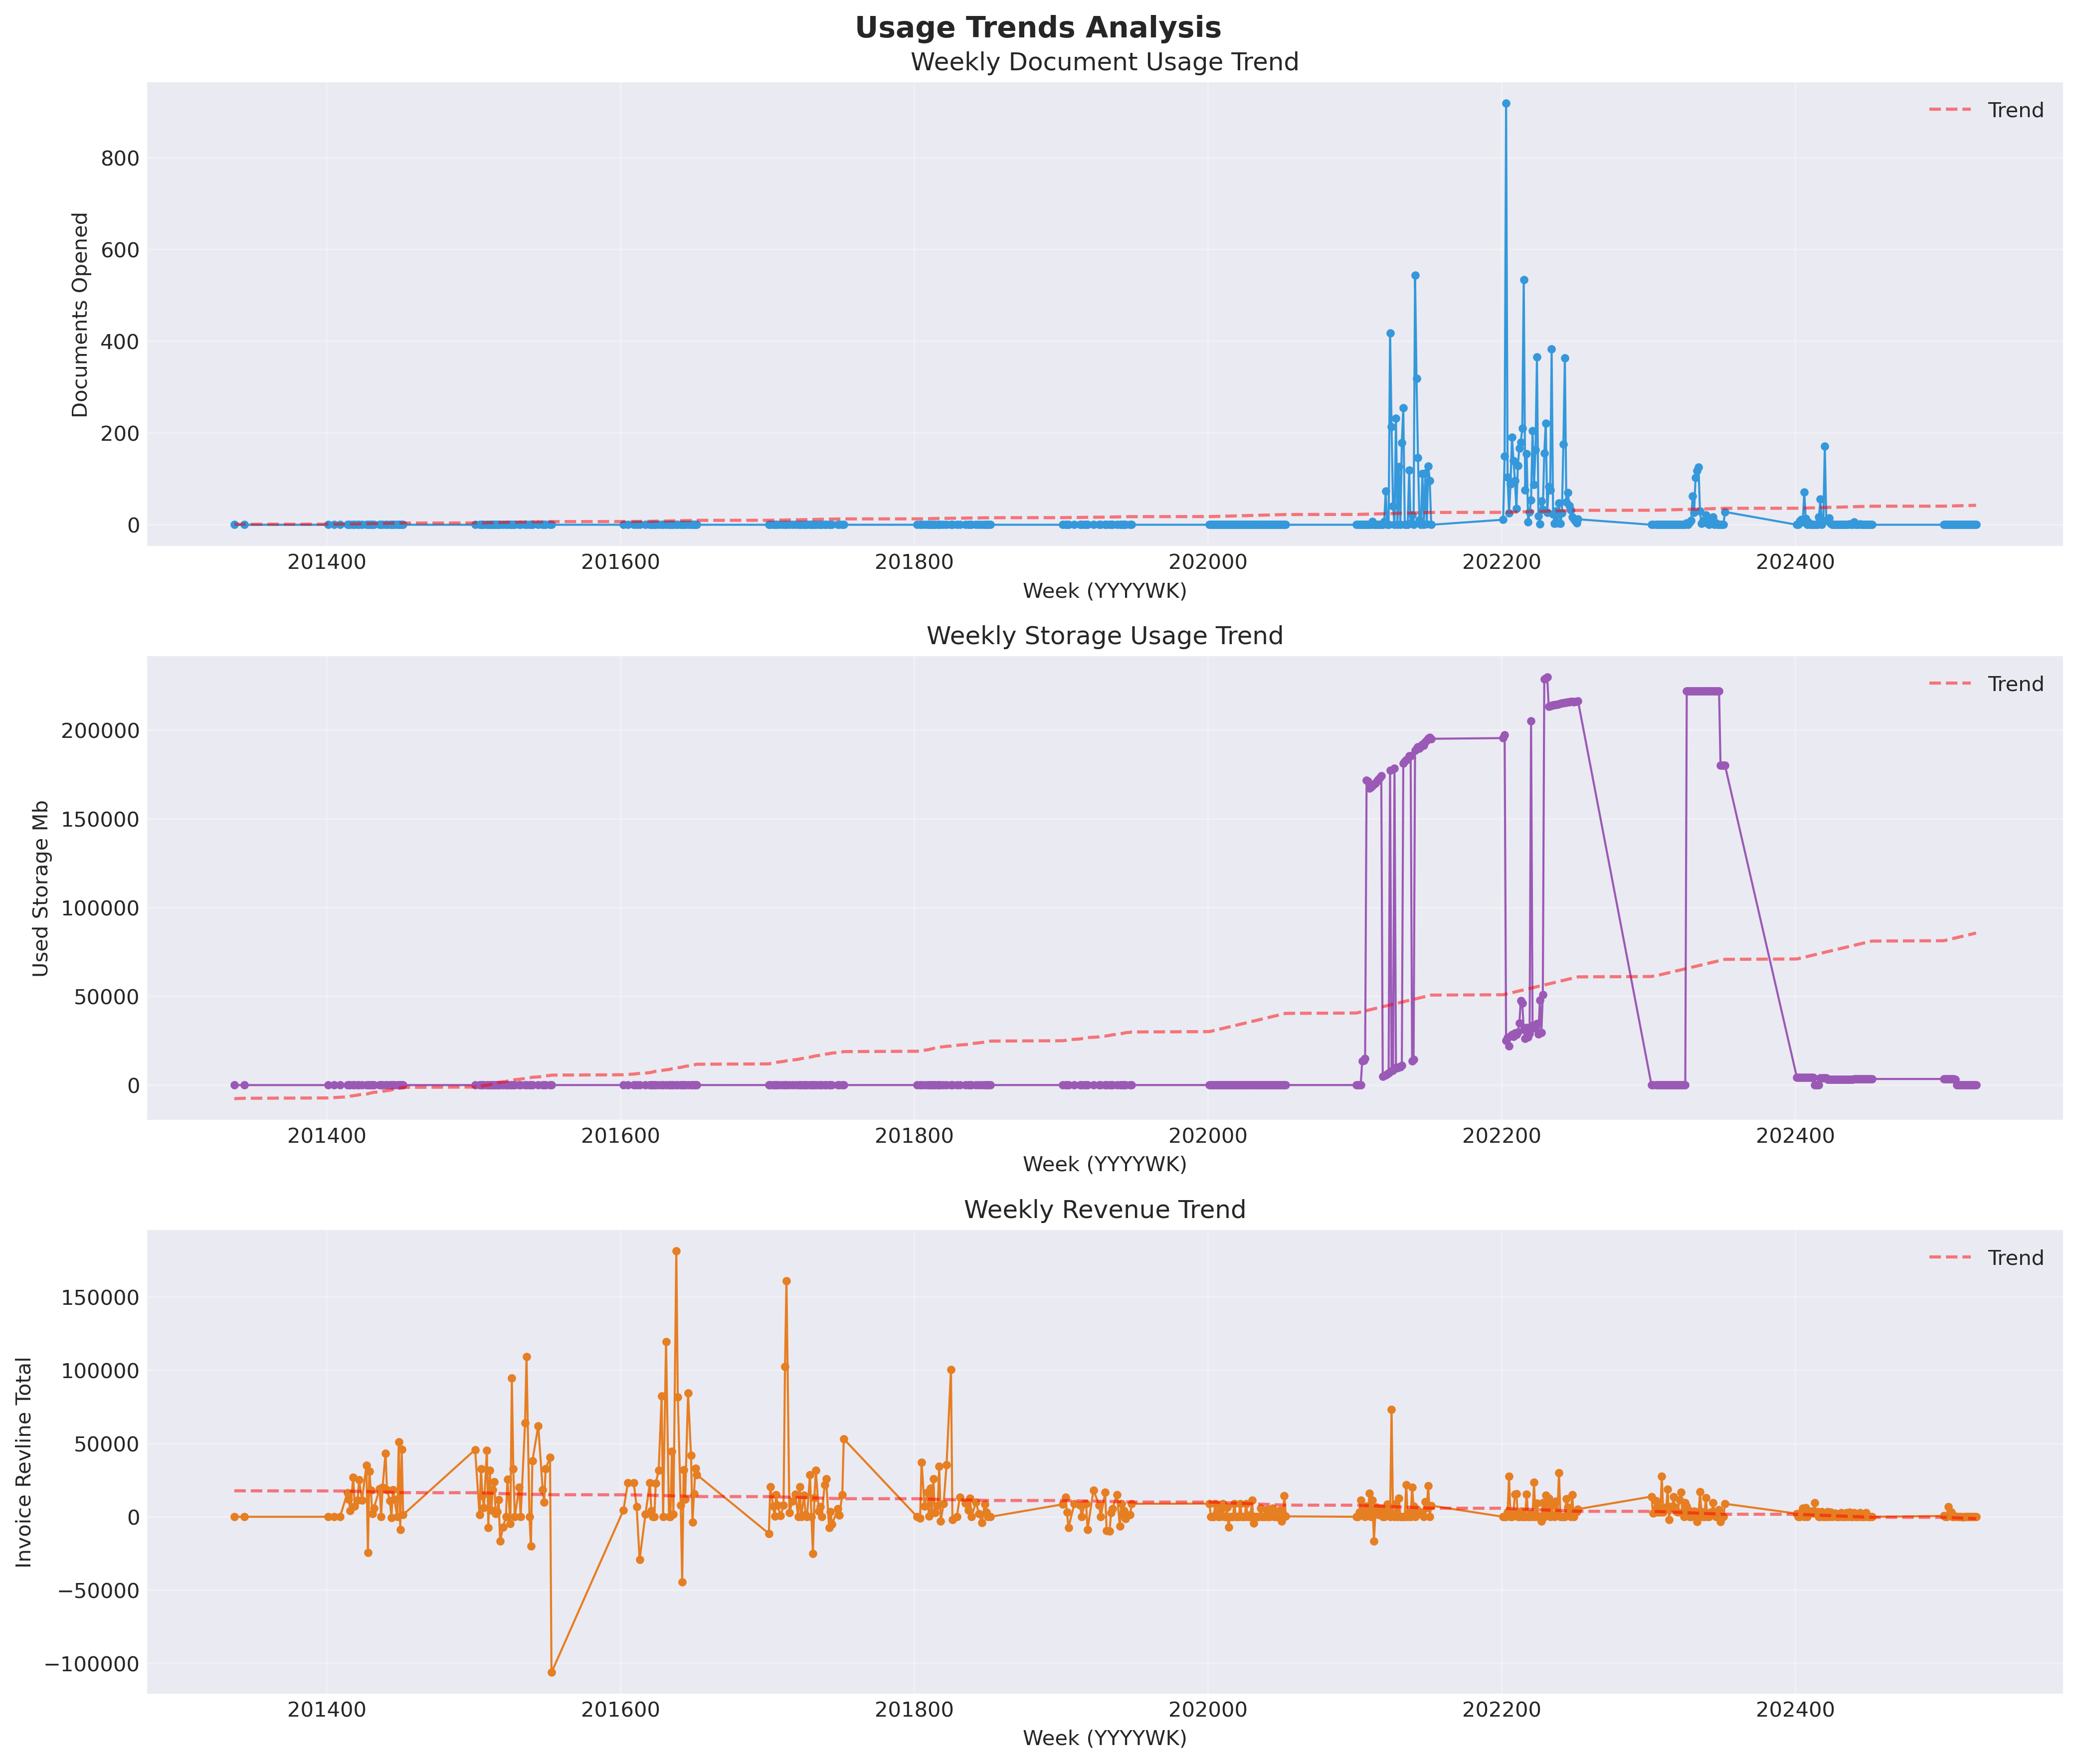 Usage Trends Analysis
Weekly Document Usage Trend
Trend
Documents Opened
800
600
400
200
0
201400 201600 201800 202000 202200 202400
Week (YYYYWK)
Weekly Storage Usage Trend
Trend
Used Storage Mb
200000
150000
100000
50000
0
201400 201600 201800 202000 202200 202400
Week (YYYYWK)
Weekly Revenue Trend
Trend
Invoice Revline Total
150000
100000
50000
0
−50000
−100000
201400 201600 201800 202000 202200 202400
Week (YYYYWK)